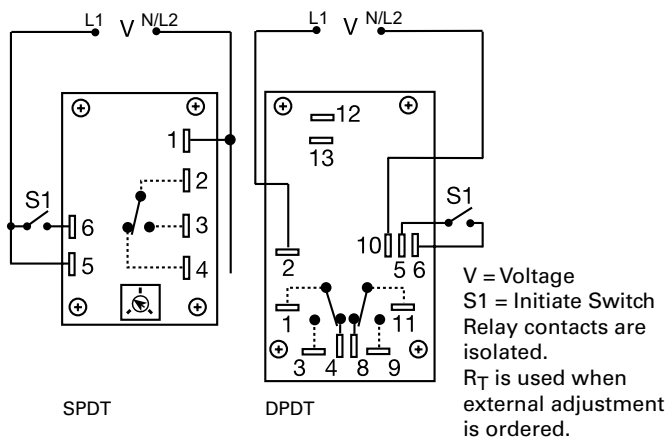 L1 V N/L2
L1 V N/L2
1
2
3
4
S1
6
5
12
13
S1
10 5 6
2
1
11
3 4 8 9
V = Voltage
S1 = Initiate Switch
Relay contacts are
isolated.
RT is used when
external adjustment
is ordered.
SPDT
DPDT